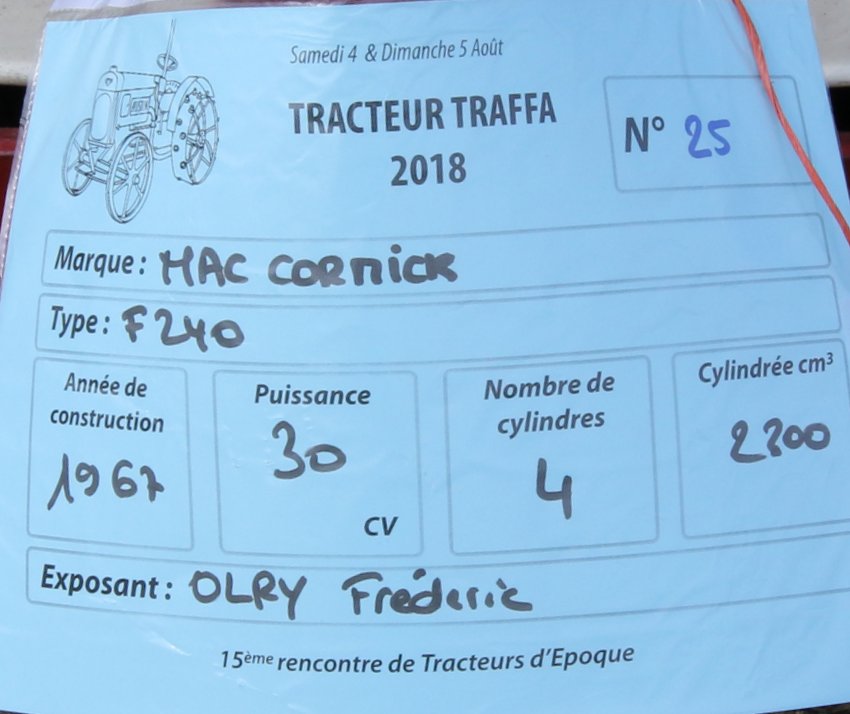 Samedi 4 & Dimanche 5 Août
TRACTEUR TRAFFA
2018
N° 25
Marque : MAC CORMICK
Type : F240
Année de construction
1967
Puissance
30
CV
Nombre de cylindres
4
Cylindrée cm³
2300
Exposant : OLRY Fréderic
15ème rencontre de Tracteurs d'Epoque